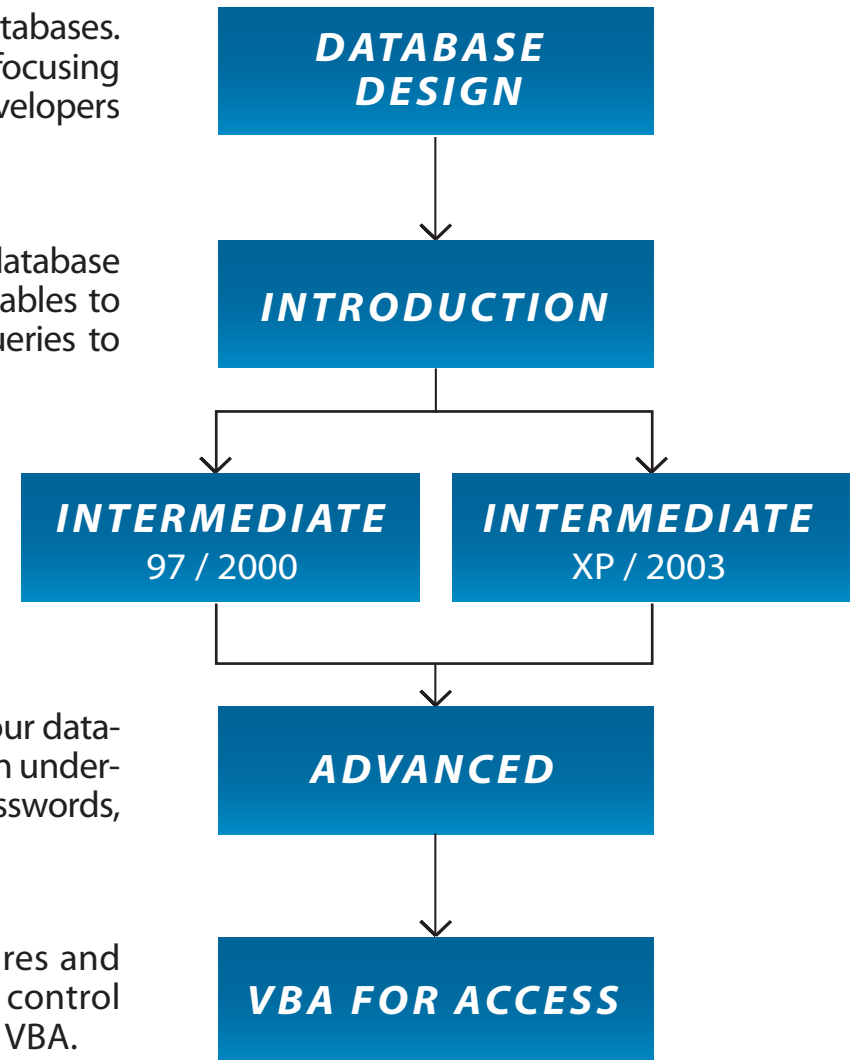 tabases.
focusing
velopers
DATABASE
DESIGN
database
ables to
ueries to
INTRODUCTION
INTERMEDIATE
97 / 2000
INTERMEDIATE
XP / 2003
our data-
n under-
sswords,
ADVANCED
res and
control
VBA.
VBA FOR ACCESS